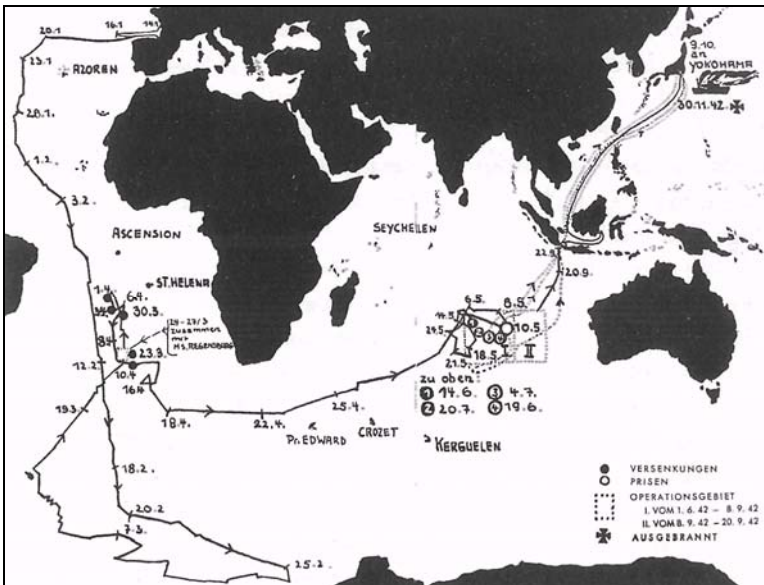 20.1
16.1
14.1
23.1
AZOREN
28.1.
1.2.
3.2.
9.10.
an
YOKOHAMA
30.11.42.
ASCENSION
SEYCHELEN
ST. HELENA
1.4.
6.4.
30.3.
24-27/3
ZUSAMMEN
MIT
M.S. REGENSBURG
23.3.
12.2.
10.4
16.4
19.3.
18.4.
22.4.
25.4.
Pr. EDWARD
CROZET
KERGUELEN
20.9.
6.5.
8.5.
10.5
18.5.
21.5.
I
II
zu oben
1 14.6.
3 4.7.
2 20.7.
4 19.6.
18.2.
20.2
7.3.
25.2.
VERSENKUNGEN
PRISEN
OPERATIONSGEBIET
I. VOM 1. 6. 42 – 8. 9. 42
II. VOM 8. 9. 42 – 20. 9. 42
AUSGEBRANNT